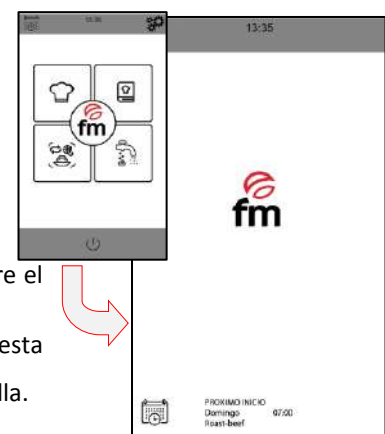 13:35
13:35
fm
fm
re el
esta
lla.
PROXIMO INICIO
Domingo 07:00
Roast-beef